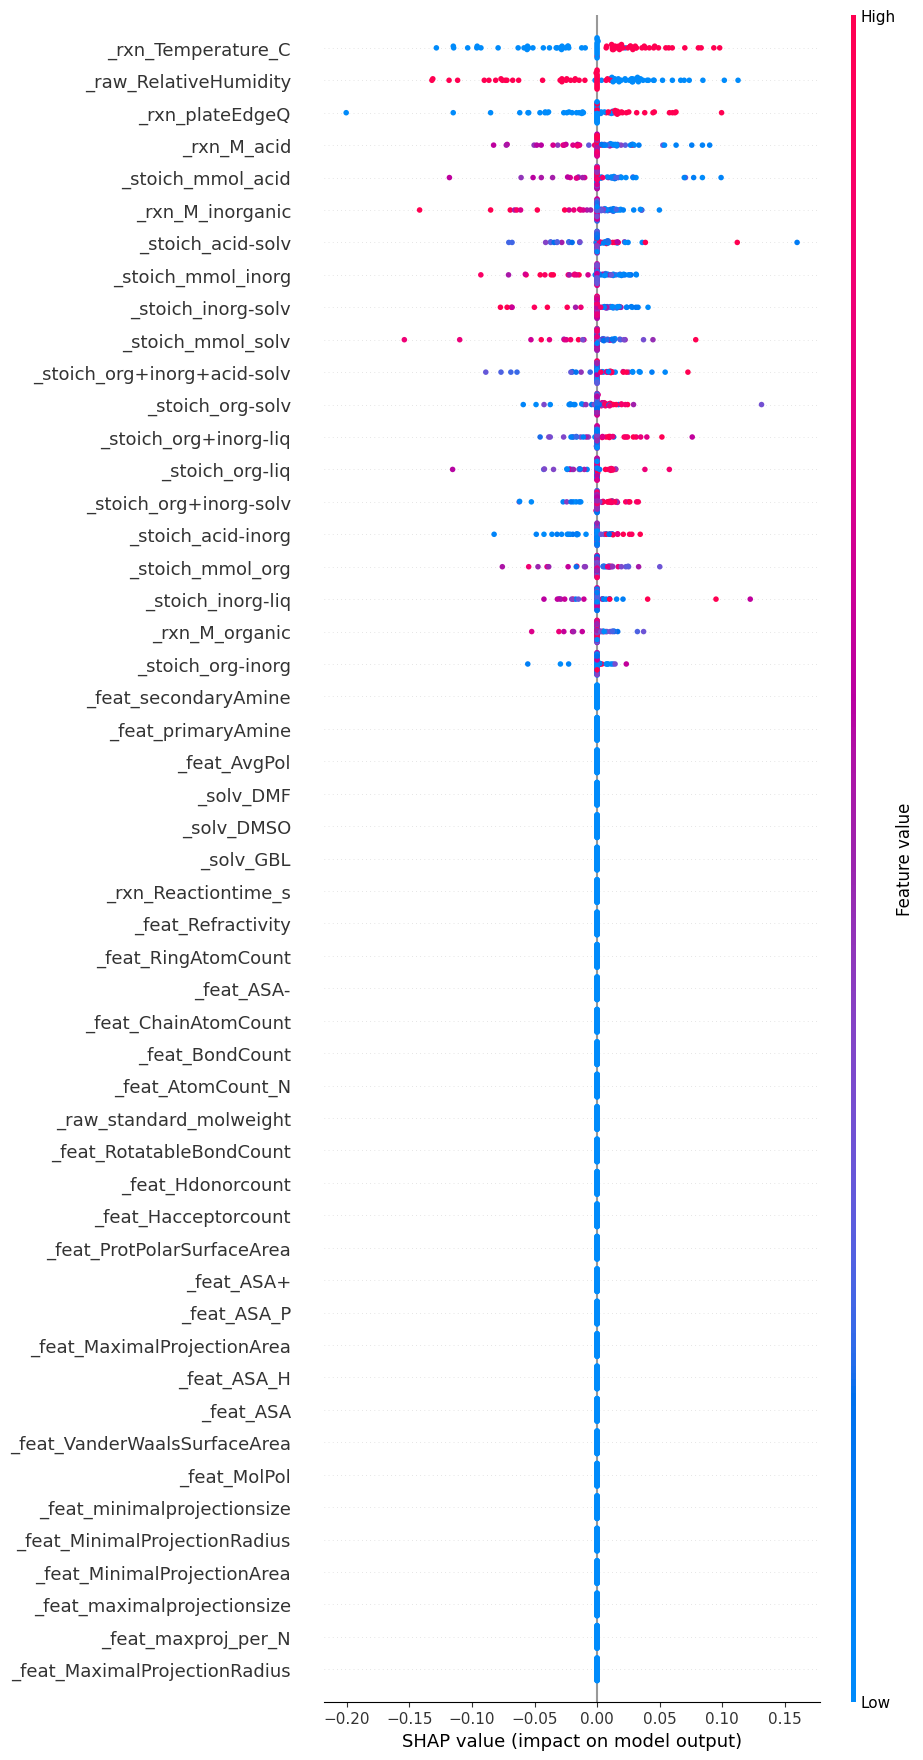 High
_rxn_Temperature_C
_raw_RelativeHumidity
_rxn_plateEdgeQ
_rxn_M_acid
_stoich_mmol_acid
_rxn_M_inorganic
_stoich_acid-solv
_stoich_mmol_inorg
_stoich_inorg-solv
_stoich_mmol_solv
_stoich_org+inorg+acid-solv
_stoich_org-solv
_stoich_org+inorg-liq
_stoich_org-liq
_stoich_org+inorg-solv
_stoich_acid-inorg
_stoich_mmol_org
_stoich_inorg-liq
_rxn_M_organic
_stoich_org-inorg
_feat_secondaryAmine
_feat_primaryAmine
_feat_AvgPol
_solv_DMF
_solv_DMSO
_solv_GBL
_rxn_Reactiontime_s
_feat_Refractivity
_feat_RingAtomCount
_feat_ASA-
_feat_ChainAtomCount
_feat_BondCount
_feat_AtomCount_N
_raw_standard_molweight
_feat_RotatableBondCount
_feat_Hdonorcount
_feat_Hacceptorcount
_feat_ProtPolarSurfaceArea
_feat_ASA+
_feat_ASA_P
_feat_MaximalProjectionArea
_feat_ASA_H
_feat_ASA
_feat_VanderWaalsSurfaceArea
_feat_MolPol
_feat_minimalprojectionsize
_feat_MinimalProjectionRadius
_feat_MinimalProjectionArea
_feat_maximalprojectionsize
_feat_maxproj_per_N
_feat_MaximalProjectionRadius
Feature value
Low
−0.20 −0.15 −0.10 −0.05 0.00 0.05 0.10 0.15
SHAP value (impact on model output)